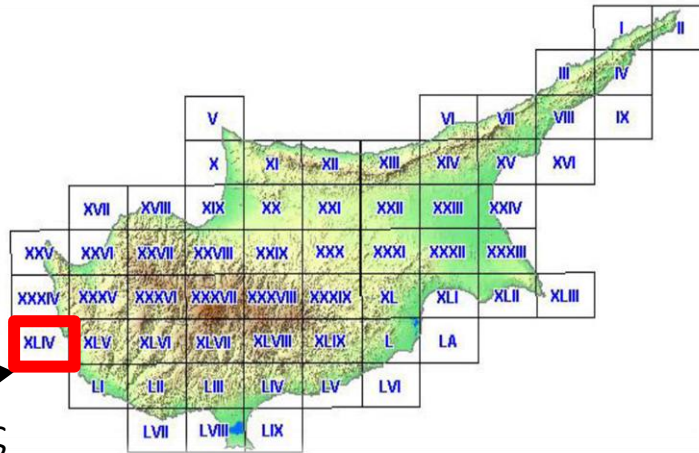 I II
III IV
V VI VII VIII IX
X XI XII XIII XIV XV XVI
XVII XVIII XIX XX XXI XXII XXIII XXIV
XXV XXVI XXVII XXVIII XXIX XXX XXXI XXXII XXXIII
XXXIV XXXV XXXVI XXXVII XXXVIII XXXIX XL XLI XLII XLIII
XLIV XLV XLVI XLVII XLVIII XLIX L LA
LI LII LIII LIV LV LVI
LVII LVIII LIX